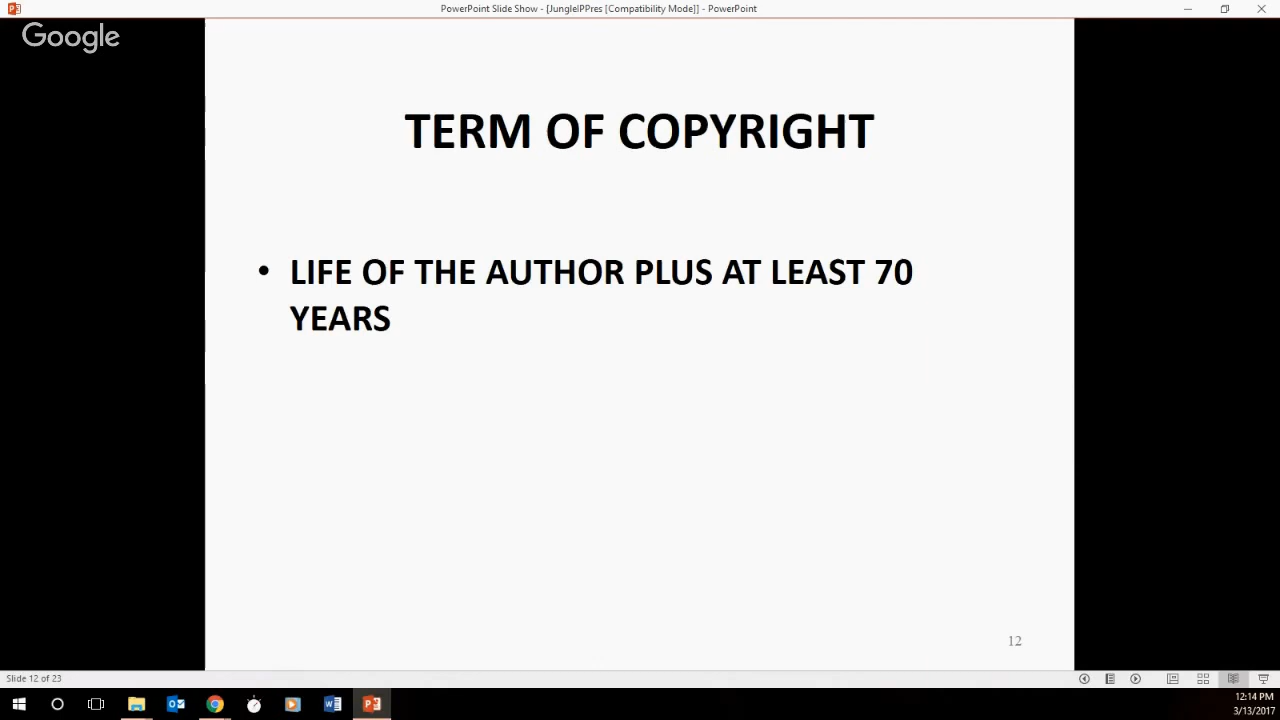 PowerPoint Slide Show - [JungleIPPres [Compatibility Mode]] - PowerPoint
Google
TERM OF COPYRIGHT
• LIFE OF THE AUTHOR PLUS AT LEAST 70
YEARS
12
Slide 12 of 23
12:14 PM
3/13/2017